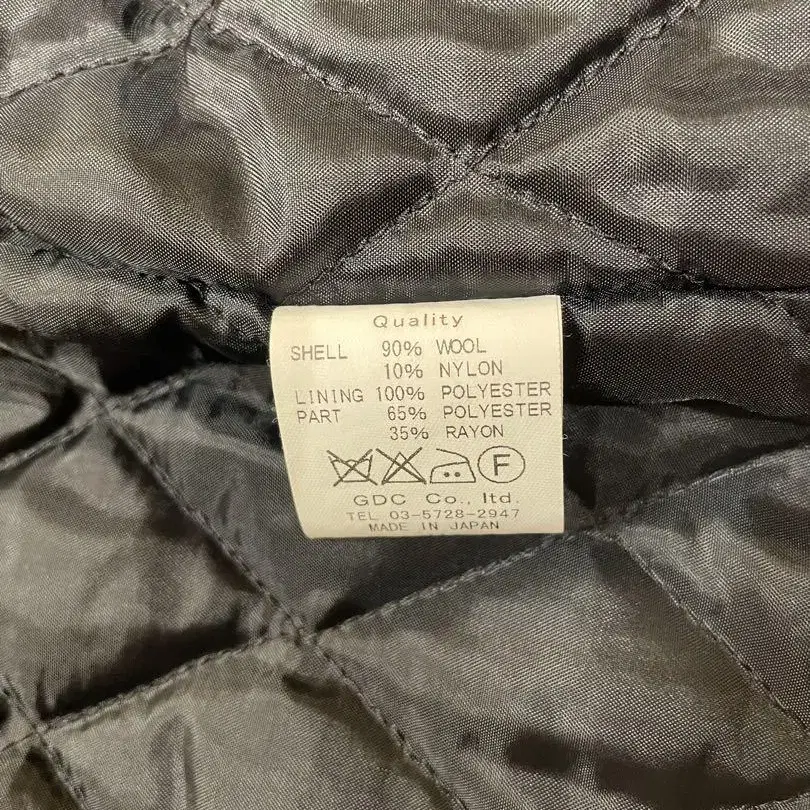 Quality
SHELL 90% WOOL
10% NYLON
LINING 100% POLYESTER
PART 65% POLYESTER
35% RAYON
F
GDC Co., ltd.
TEL 03-5728-2947
MADE IN JAPAN